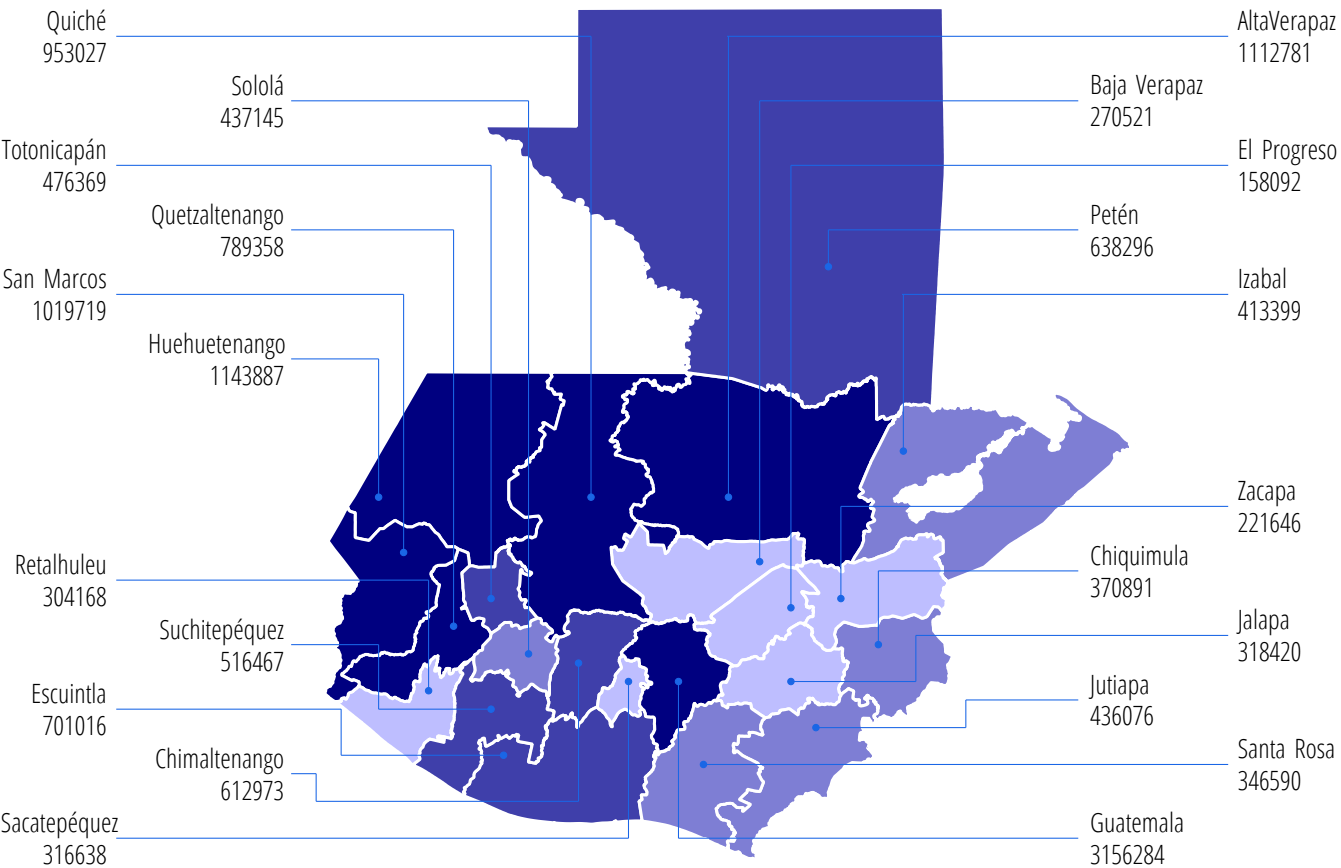 Quiché
953027
Sololá
437145
Totonicapán
476369
Quetzaltenango
789358
San Marcos
1019719
Huehuetenango
1143887
Retalhuleu
304168
Suchitepéquez
516467
Escuintla
701016
Chimaltenango
612973
Sacatepéquez
316638
AltaVerapaz
1112781
Baja Verapaz
270521
El Progreso
158092
Petén
638296
Izabal
413399
Zacapa
221646
Chiquimula
370891
Jalapa
318420
Jutiapa
436076
Santa Rosa
346590
Guatemala
3156284